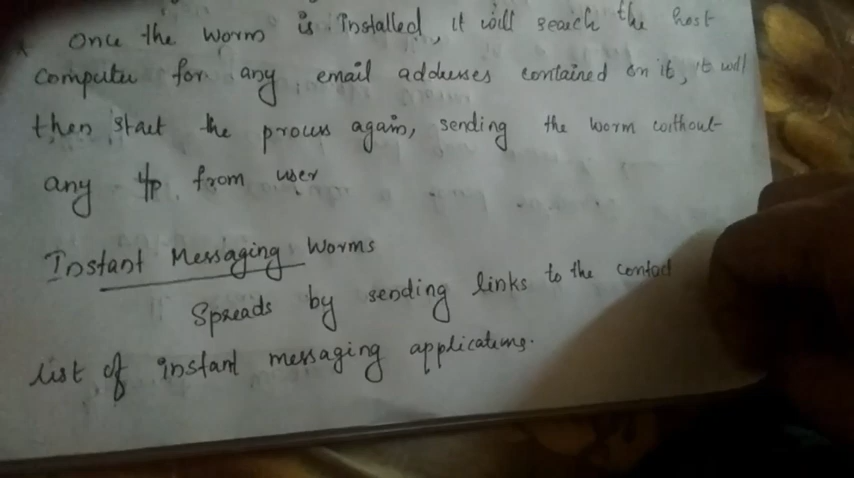 * Once the worm is installed, it will search the host
computer for any email addresses contained on it, it will
then start the process again, sending the worm without
any i/p from user
Instant Messaging Worms
Spreads by sending links to the contact
list of instant messaging applications.